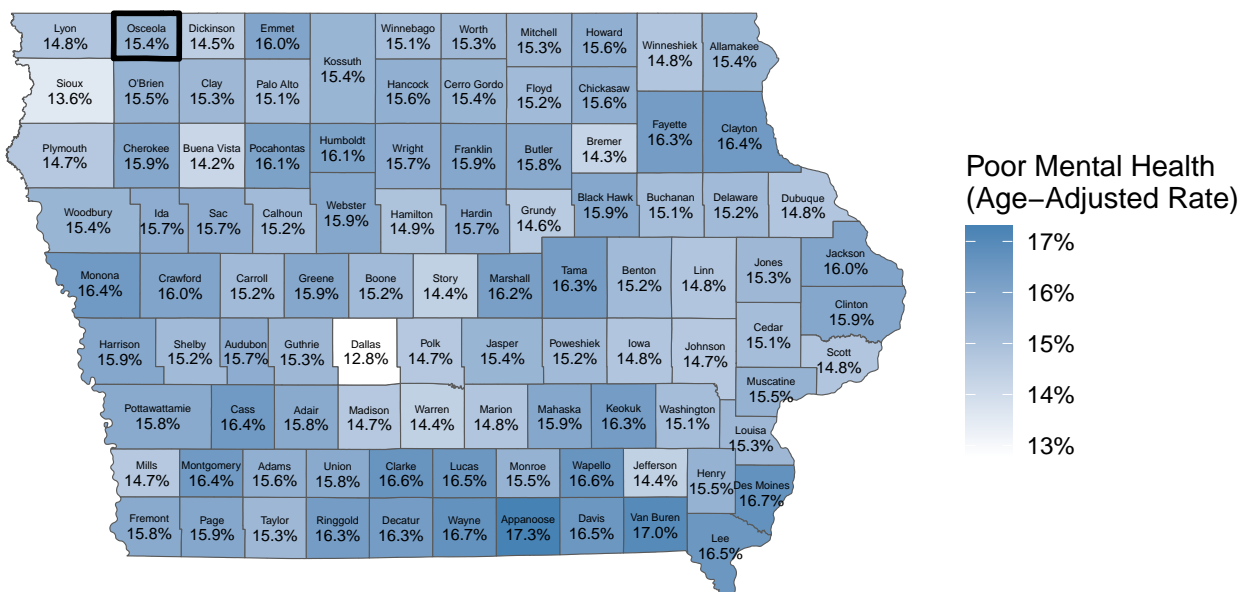 Lyon
14.8%
Osceola
15.4%
Dickinson
14.5%
Emmet
16.0%
Kossuth
15.4%
Winnebago
15.1%
Worth
15.3%
Mitchell
15.3%
Howard
15.6%
Winneshiek
14.8%
Allamakee
15.4%
Sioux
13.6%
O'Brien
15.5%
Clay
15.3%
Palo Alto
15.1%
Hancock
15.6%
Cerro Gordo
15.4%
Floyd
15.2%
Chickasaw
15.6%
Fayette
16.3%
Clayton
16.4%
Plymouth
14.7%
Cherokee
15.9%
Buena Vista
14.2%
Pocahontas
16.1%
Humboldt
16.1%
Wright
15.7%
Franklin
15.9%
Butler
15.8%
Bremer
14.3%
Woodbury
15.4%
Ida
15.7%
Sac
15.7%
Calhoun
15.2%
Webster
15.9%
Hamilton
14.9%
Hardin
15.7%
Grundy
14.6%
Black Hawk
15.9%
Buchanan
15.1%
Delaware
15.2%
Dubuque
14.8%
Monona
16.4%
Crawford
16.0%
Carroll
15.2%
Greene
15.9%
Boone
15.2%
Story
14.4%
Marshall
16.2%
Tama
16.3%
Benton
15.2%
Linn
14.8%
Jones
15.3%
Jackson
16.0%
Clinton
15.9%
Harrison
15.9%
Shelby
15.2%
Audubon
15.7%
Guthrie
15.3%
Dallas
12.8%
Polk
14.7%
Jasper
15.4%
Poweshiek
15.2%
Iowa
14.8%
Johnson
14.7%
Cedar
15.1%
Scott
14.8%
Muscatine
15.5%
Pottawattamie
15.8%
Cass
16.4%
Adair
15.8%
Madison
14.7%
Warren
14.4%
Marion
14.8%
Mahaska
15.9%
Keokuk
16.3%
Washington
15.1%
Louisa
15.3%
Mills
14.7%
Montgomery
16.4%
Adams
15.6%
Union
15.8%
Clarke
16.6%
Lucas
16.5%
Monroe
15.5%
Wapello
16.6%
Jefferson
14.4%
Henry
15.5%
Des Moines
16.7%
Fremont
15.8%
Page
15.9%
Taylor
15.3%
Ringgold
16.3%
Decatur
16.3%
Wayne
16.7%
Appanoose
17.3%
Davis
16.5%
Van Buren
17.0%
Lee
16.5%
Poor Mental Health
(Age−Adjusted Rate)
17%
16%
15%
14%
13%